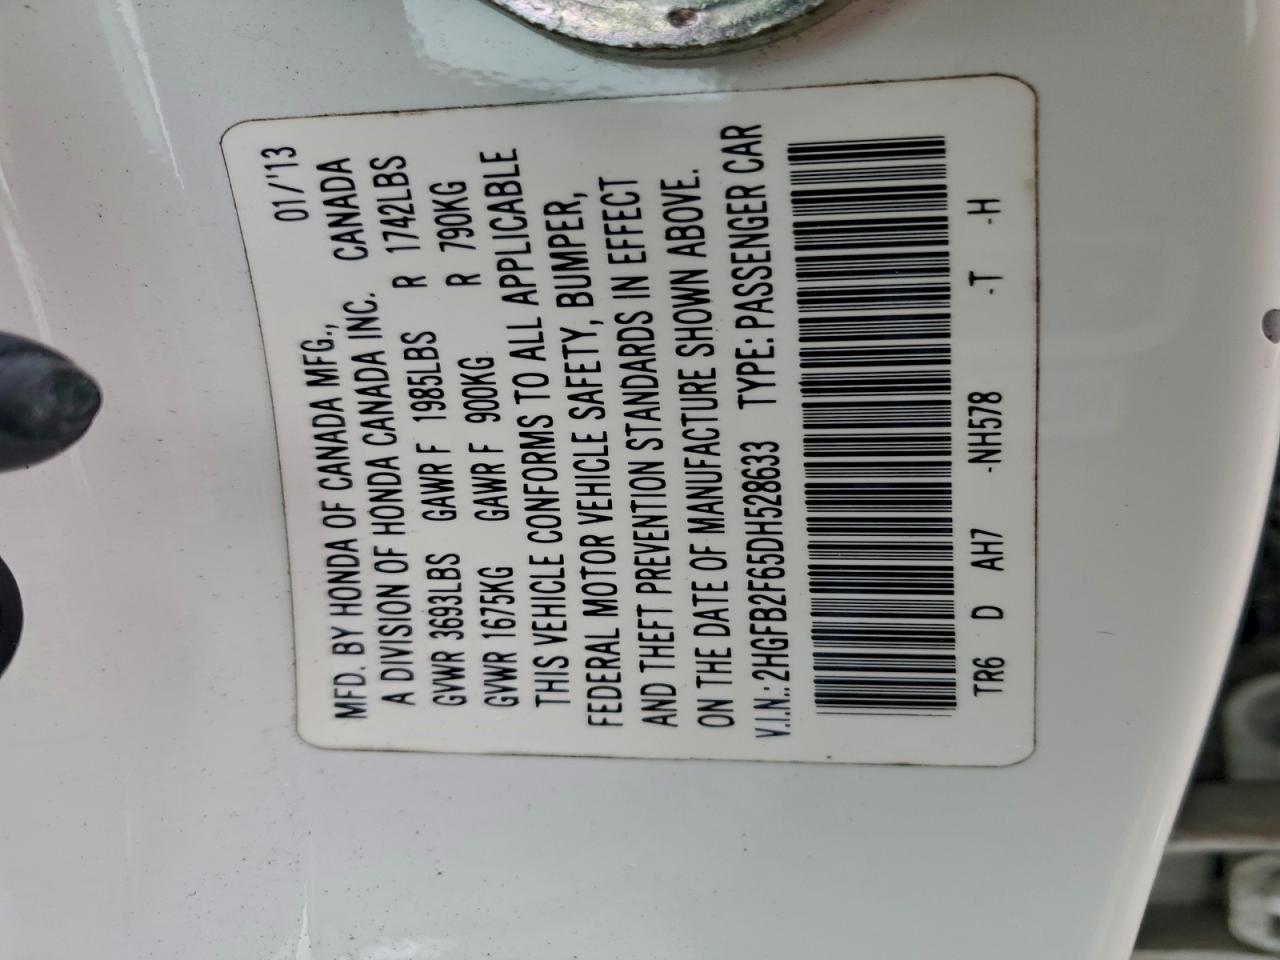 01/'13
MFD. BY HONDA OF CANADA MFG.,
A DIVISION OF HONDA CANADA INC. CANADA
GVWR 3693LBS GAWR F 1985LBS R 1742LBS
GVWR 1675KG GAWR F 900KG R 790KG
THIS VEHICLE CONFORMS TO ALL APPLICABLE
FEDERAL MOTOR VEHICLE SAFETY, BUMPER,
AND THEFT PREVENTION STANDARDS IN EFFECT
ON THE DATE OF MANUFACTURE SHOWN ABOVE.
V.I.N.: 2HGFB2F65DH528633 TYPE: PASSENGER CAR
TR6 D AH7 -NH578 -T -H